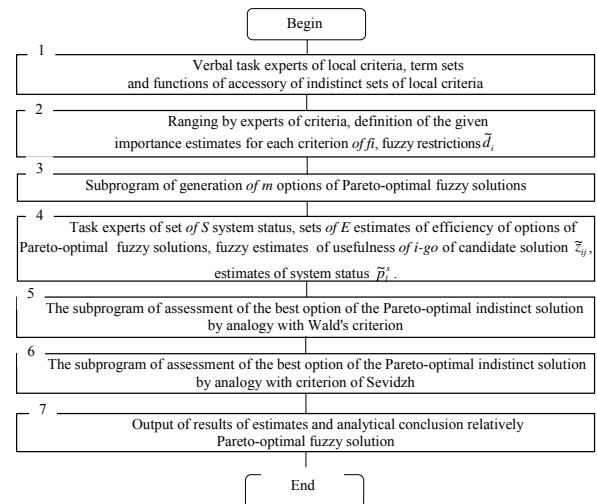 Begin
1
Verbal task experts of local criteria, term sets
and functions of accessory of indistinct sets of local criteria
2
Ranging by experts of criteria, definition of the given
importance estimates for each criterion of fi, fuzzy restrictions d̃_i
3
Subprogram of generation of m options of Pareto-optimal fuzzy solutions
4
Task experts of set of S system status, sets of E estimates of efficiency of options of
Pareto-optimal fuzzy solutions, fuzzy estimates of usefulness of i-go of candidate solution z̃_ij,
estimates of system status p̃_l^s.
5
The subprogram of assessment of the best option of the Pareto-optimal indistinct solution
by analogy with Wald's criterion
6
The subprogram of assessment of the best option of the Pareto-optimal indistinct solution
by analogy with criterion of Sevidzh
7
Output of results of estimates and analytical conclusion relatively
Pareto-optimal fuzzy solution
End